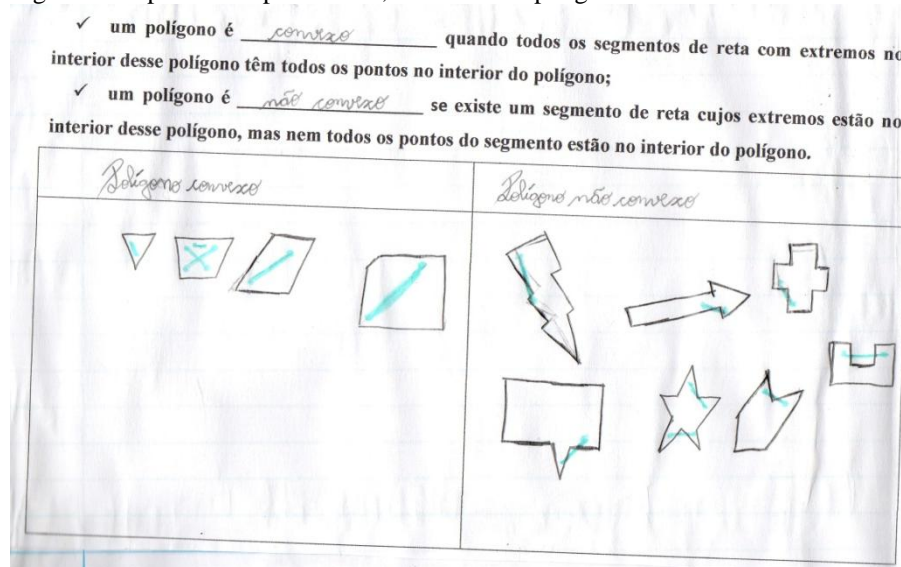 ✓ um polígono é convexo quando todos os segmentos de reta com extremos no
interior desse polígono têm todos os pontos no interior do polígono;
✓ um polígono é não convexo se existe um segmento de reta cujos extremos estão no
interior desse polígono, mas nem todos os pontos do segmento estão no interior do polígono.
Polígono convexo
Polígono não convexo